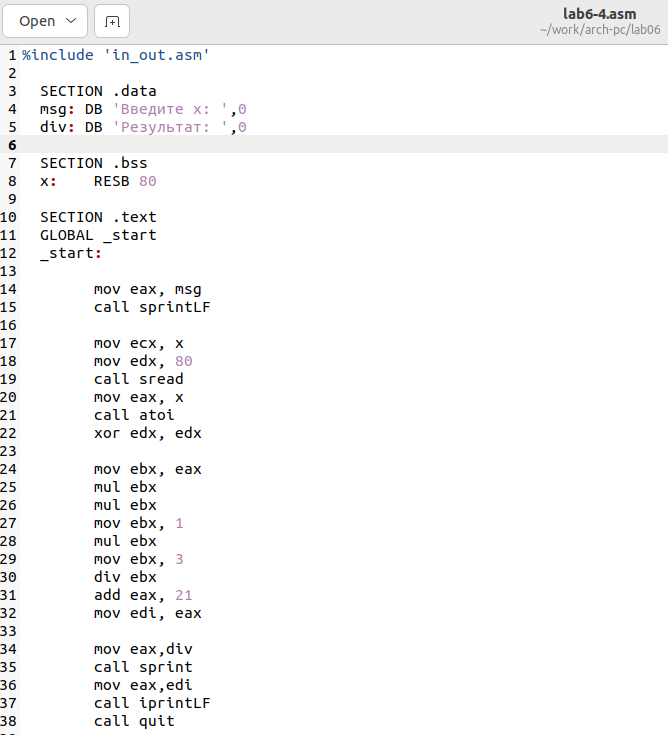 Open
lab6-4.asm
~/work/arch-pc/lab06
1 %include 'in_out.asm'
2
3 SECTION .data
4 msg: DB 'Введите x: ',0
5 div: DB 'Результат: ',0
6
7 SECTION .bss
8 x: RESB 80
9
10 SECTION .text
11 GLOBAL _start
12 _start:
13
14 mov eax, msg
15 call sprintLF
16
17 mov ecx, x
18 mov edx, 80
19 call sread
20 mov eax, x
21 call atoi
22 xor edx, edx
23
24 mov ebx, eax
25 mul ebx
26 mul ebx
27 mov ebx, 1
28 mul ebx
29 mov ebx, 3
30 div ebx
31 add eax, 21
32 mov edi, eax
33
34 mov eax,div
35 call sprint
36 mov eax,edi
37 call iprintLF
38 call quit